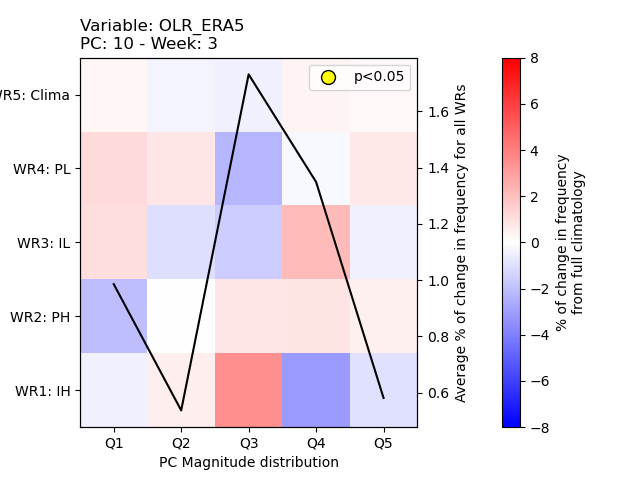 Variable: OLR_ERA5
PC: 10 - Week: 3
p<0.05
WR5: Clima
WR4: PL
WR3: IL
WR2: PH
WR1: IH
Q1 Q2 Q3 Q4 Q5
PC Magnitude distribution
1.6
1.4
1.2
1.0
0.8
0.6
Average % of change in frequency for all WRs
8
6
4
2
0
−2
−4
−6
−8
% of change in frequency
from full climatology